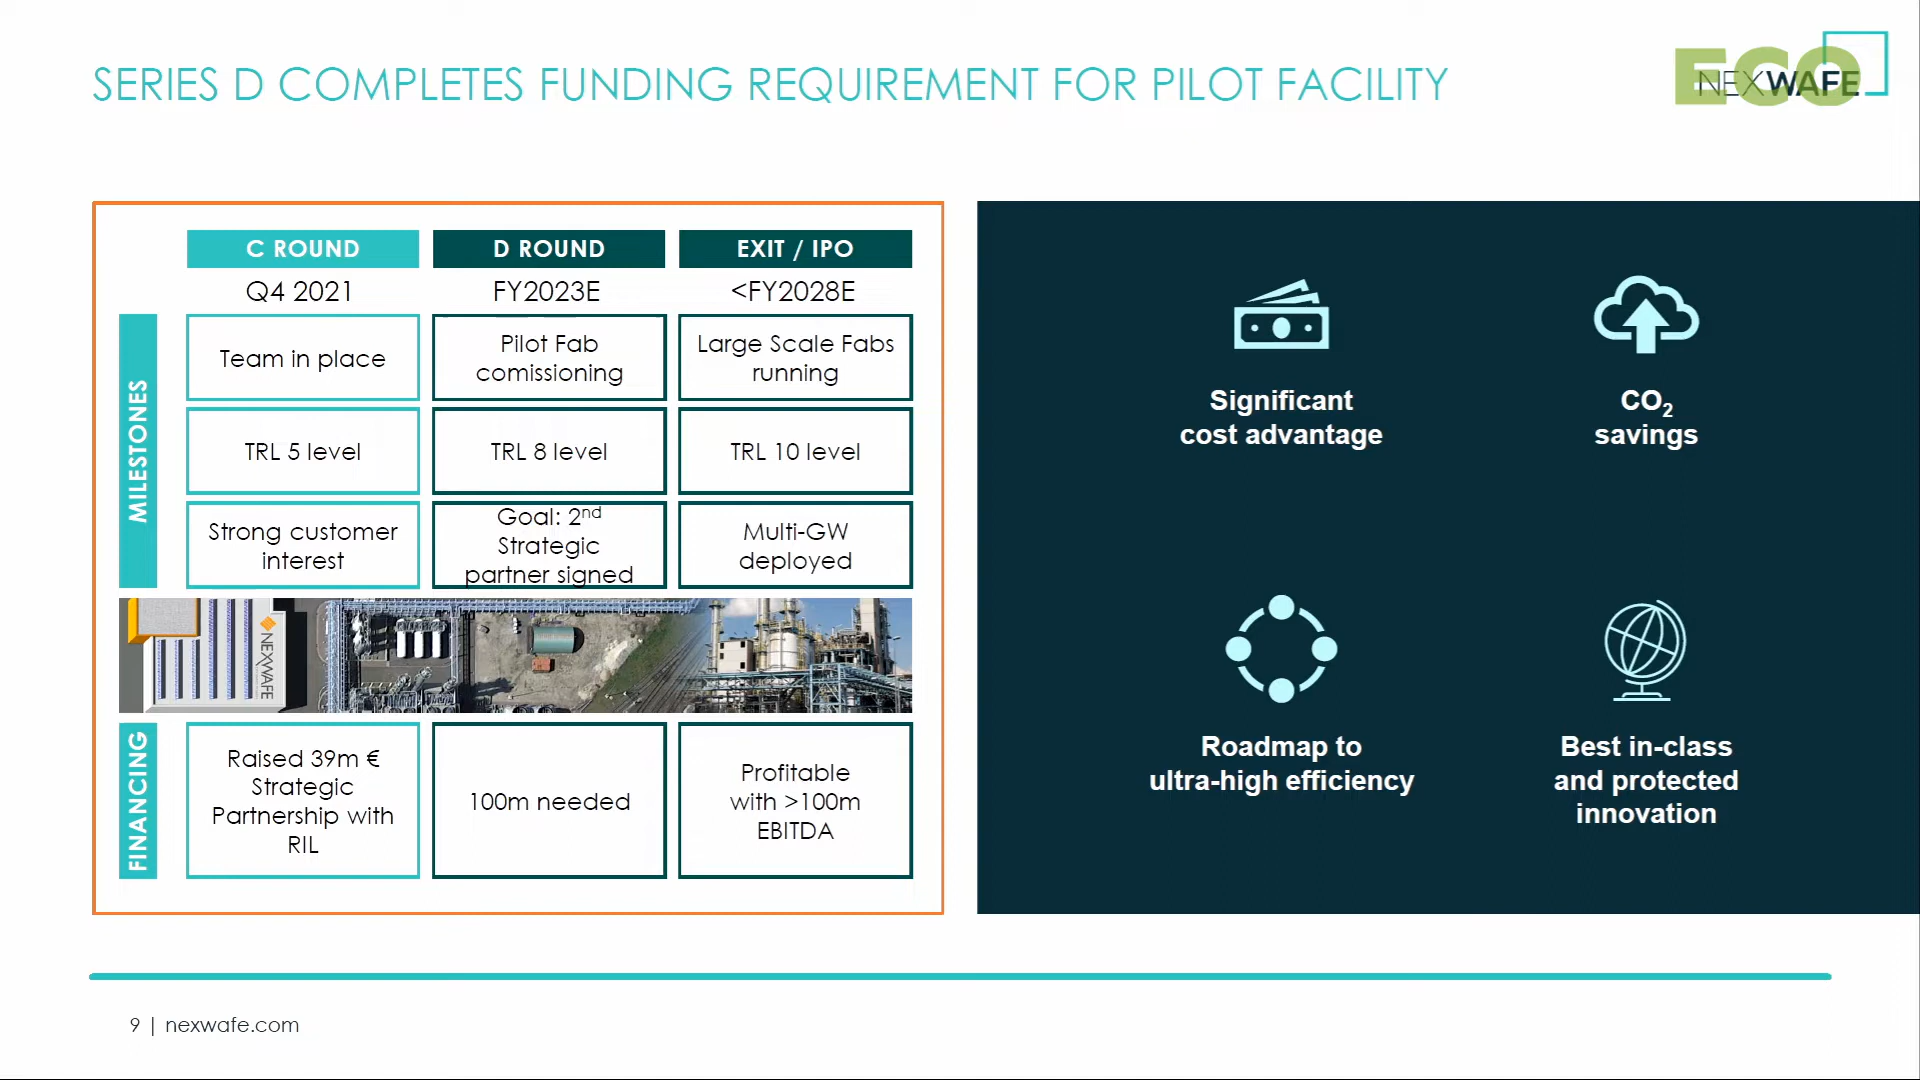 SERIES D COMPLETES FUNDING REQUIREMENT FOR PILOT FACILITY
ECO
NEXWAFE
C ROUND
D ROUND
EXIT / IPO
Q4 2021
FY2023E
<FY2028E
MILESTONES
Team in place
Pilot Fab
comissioning
Large Scale Fabs
running
TRL 5 level
TRL 8 level
TRL 10 level
Strong customer
interest
Goal: 2nd
Strategic
partner signed
Multi-GW
deployed
NEXWAFE
FINANCING
Raised 39m €
Strategic
Partnership with
RIL
100m needed
Profitable
with >100m
EBITDA
Significant
cost advantage
CO₂
savings
Roadmap to
ultra-high efficiency
Best in-class
and protected
innovation
9 | nexwafe.com